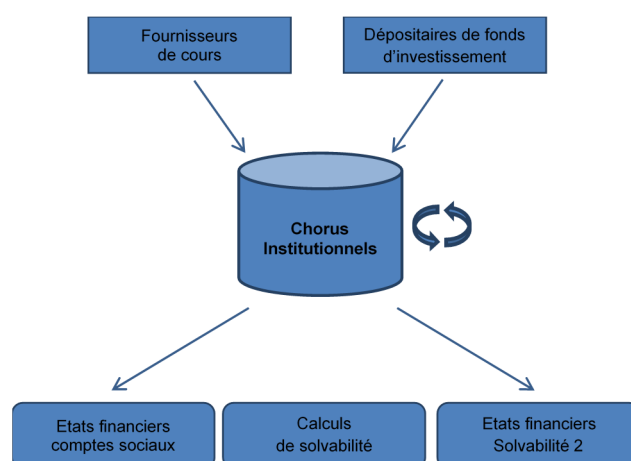 Fournisseurs
de cours
Dépositaires de fonds
d’investissement
Chorus
Institutionnels
Etats financiers
comptes sociaux
Calculs
de solvabilité
Etats financiers
Solvabilité 2